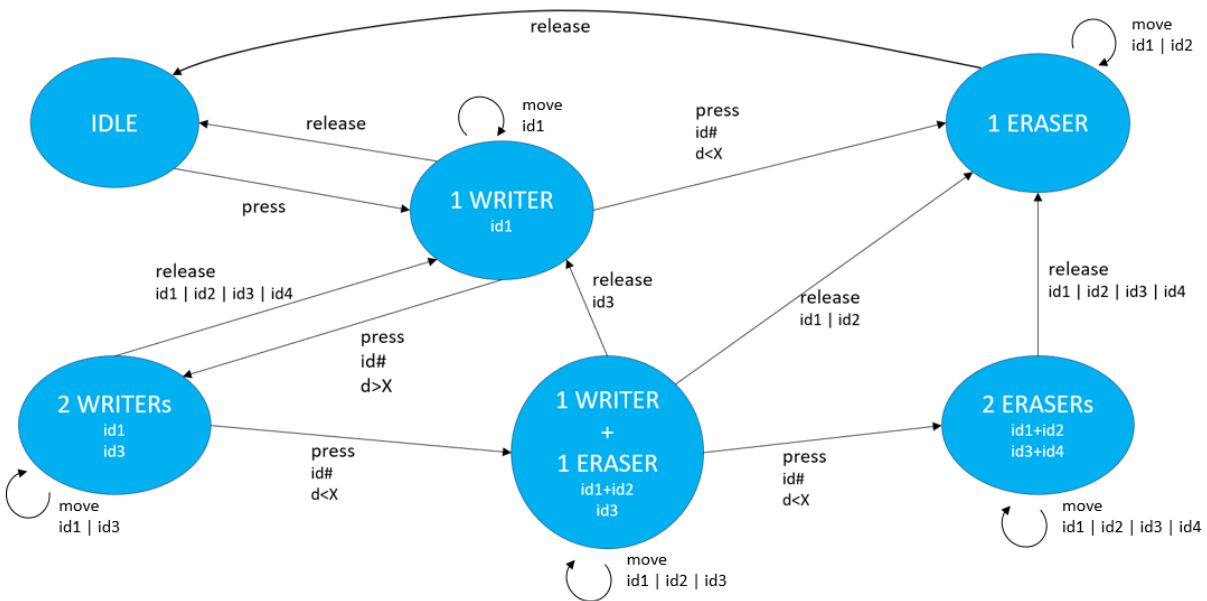 release
move
id1 | id2
IDLE
release
move
id1
press
id#
d<X
1 ERASER
press
1 WRITER
id1
release
id1 | id2 | id3 | id4
release
id3
release
id1 | id2
release
id1 | id2 | id3 | id4
press
id#
d>X
2 WRITERs
id1
id3
1 WRITER
+
1 ERASER
id1+id2
id3
2 ERASERs
id1+id2
id3+id4
press
id#
d<X
press
id#
d<X
move
id1 | id3
move
id1 | id2 | id3
move
id1 | id2 | id3 | id4